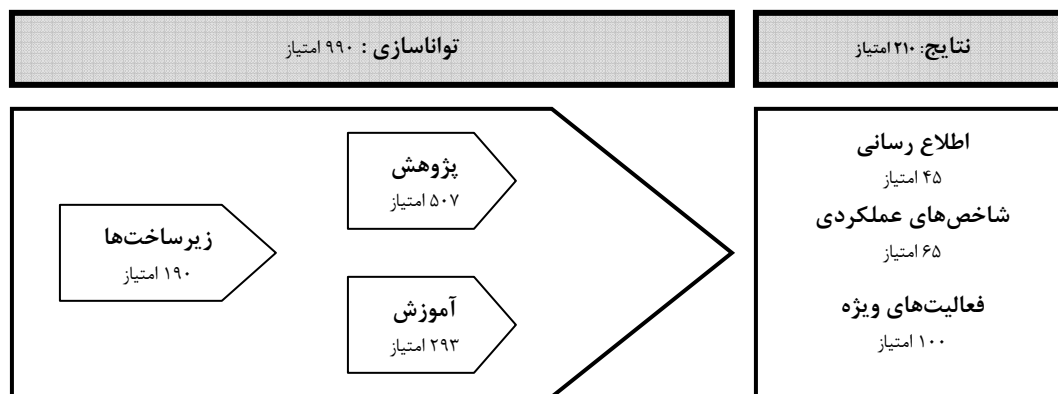 نتایج: ۲۱۰ امتیاز
تواناسازی : ۹۹۰ امتیاز
اطلاع رسانی
۴۵ امتیاز
شاخص‌های عملکردی
۶۵ امتیاز
فعالیت‌های ویژه
۱۰۰ امتیاز
پژوهش
۵۰۷ امتیاز
آموزش
۲۹۳ امتیاز
زیرساخت‌ها
۱۹۰ امتیاز